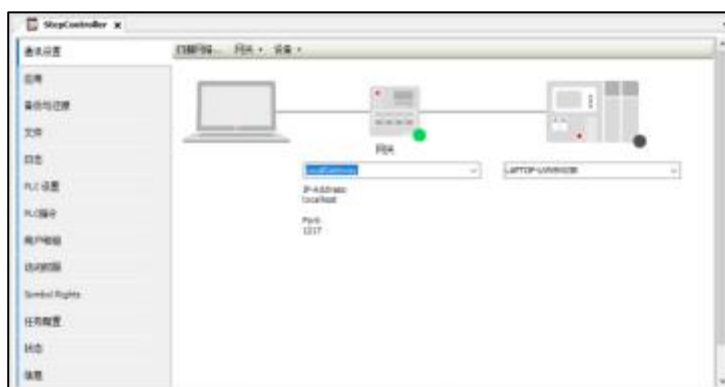 StepController
通讯设置
扫描网络... 网关 设备
应用
备份与还原
文件
日志
PLC 设置
PLC指令
用户和组
访问权限
Symbol Rights
任务配置
状态
信息
网关
IP-Address:
localhost
Port:
1217